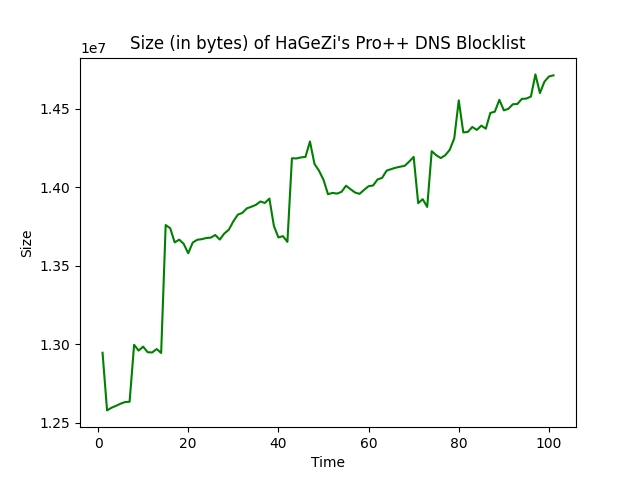 Size (in bytes) of HaGeZi's Pro++ DNS Blocklist
1e7
1.45
1.40
1.35
1.30
1.25
Size
0 20 40 60 80 100
Time